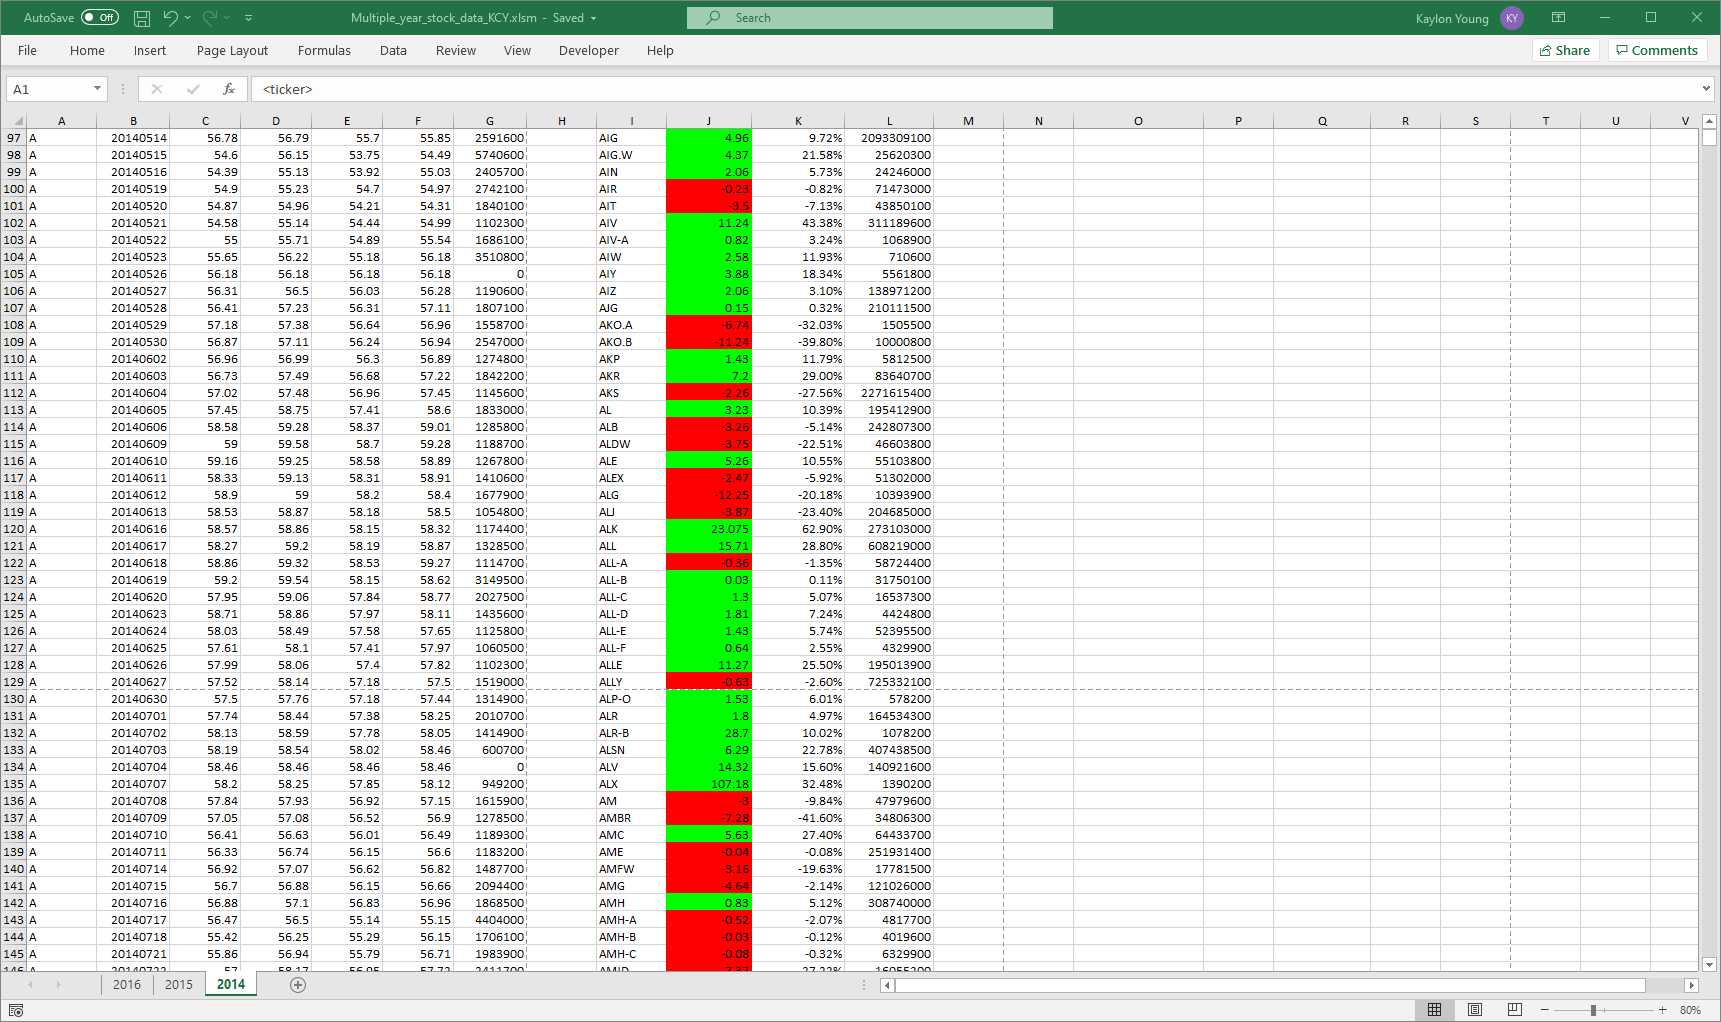 AutoSave Off Multiple_year_stock_data_KCY.xlsm - Saved Search Kaylon Young KY
File Home Insert Page Layout Formulas Data Review View Developer Help Share Comments
A1 fx <ticker>
A B C D E F G H I J K L M N O P Q R S T U V
97 A 20140514 56.78 56.79 55.7 55.85 2591600 AIG 4.96 9.72% 2093309100
98 A 20140515 54.6 56.15 53.75 54.49 5740600 AIG.W 4.37 21.58% 25620300
99 A 20140516 54.39 55.13 53.92 55.03 2405700 AIN 2.06 5.73% 24246000
100 A 20140519 54.9 55.23 54.7 54.97 2742100 AIR -0.23 -0.82% 71473000
101 A 20140520 54.87 54.96 54.21 54.31 1840100 AIT -3.5 -7.13% 43850100
102 A 20140521 54.58 55.14 54.44 54.99 1102300 AIV 11.24 43.38% 311189600
103 A 20140522 55 55.71 54.89 55.54 1686100 AIV-A 0.82 3.24% 1068900
104 A 20140523 55.65 56.22 55.18 56.18 3510800 AIW 2.58 11.93% 710600
105 A 20140526 56.18 56.18 56.18 56.18 0 AIY 3.88 18.34% 5561800
106 A 20140527 56.31 56.5 56.03 56.28 1190600 AIZ 2.06 3.10% 138971200
107 A 20140528 56.41 57.23 56.31 57.11 1807100 AJG 0.15 0.32% 210111500
108 A 20140529 57.18 57.38 56.64 56.96 1558700 AKO.A -6.74 -32.03% 1505500
109 A 20140530 56.87 57.11 56.24 56.94 2547000 AKO.B -11.24 -39.80% 10000800
110 A 20140602 56.96 56.99 56.3 56.89 1274800 AKP 1.43 11.79% 5812500
111 A 20140603 56.73 57.49 56.68 57.22 1842200 AKR 7.2 29.00% 83640700
112 A 20140604 57.02 57.48 56.96 57.45 1145600 AKS -2.26 -27.56% 2271615400
113 A 20140605 57.45 58.75 57.41 58.6 1833000 AL 3.23 10.39% 195412900
114 A 20140606 58.58 59.28 58.37 59.01 1285800 ALB -3.26 -5.14% 242807300
115 A 20140609 59 59.58 58.7 59.28 1188700 ALDW -3.75 -22.51% 46603800
116 A 20140610 59.16 59.25 58.58 58.89 1267800 ALE 5.26 10.55% 55103800
117 A 20140611 58.33 59.13 58.31 58.91 1410600 ALEX -2.47 -5.92% 51302000
118 A 20140612 58.9 59 58.2 58.4 1677900 ALG -12.25 -20.18% 10393900
119 A 20140613 58.53 58.87 58.18 58.5 1054800 ALJ -3.87 -23.40% 204685000
120 A 20140616 58.57 58.86 58.15 58.32 1174400 ALK 23.075 62.90% 273103000
121 A 20140617 58.27 59.2 58.19 58.87 1328500 ALL 15.71 28.80% 608219000
122 A 20140618 58.86 59.32 58.53 59.27 1114700 ALL-A -0.36 -1.35% 58724400
123 A 20140619 59.2 59.54 58.15 58.62 3149500 ALL-B 0.03 0.11% 31750100
124 A 20140620 57.95 59.06 57.84 58.77 2027500 ALL-C 1.3 5.07% 16537300
125 A 20140623 58.71 58.86 57.97 58.11 1435600 ALL-D 1.81 7.24% 4424800
126 A 20140624 58.03 58.49 57.58 57.65 1125800 ALL-E 1.43 5.74% 52395500
127 A 20140625 57.61 58.1 57.41 57.97 1060500 ALL-F 0.64 2.55% 4329900
128 A 20140626 57.99 58.06 57.4 57.82 1102300 ALLE 11.27 25.50% 195013900
129 A 20140627 57.52 58.14 57.18 57.5 1519000 ALLY -0.63 -2.60% 725332100
130 A 20140630 57.5 57.76 57.18 57.44 1314900 ALP-O 1.53 6.01% 578200
131 A 20140701 57.74 58.44 57.38 58.25 2010700 ALR 1.8 4.97% 164534300
132 A 20140702 58.13 58.59 57.78 58.05 1414900 ALR-B 28.7 10.02% 1078200
133 A 20140703 58.19 58.54 58.02 58.46 600700 ALSN 6.29 22.78% 407438500
134 A 20140704 58.46 58.46 58.46 58.46 0 ALV 14.32 15.60% 140921600
135 A 20140707 58.2 58.25 57.85 58.12 949200 ALX 107.18 32.48% 1390200
136 A 20140708 57.84 57.93 56.92 57.15 1615900 AM -3 -9.84% 47979600
137 A 20140709 57.05 57.08 56.52 56.9 1278500 AMBR -7.28 -41.60% 34806300
138 A 20140710 56.41 56.63 56.01 56.49 1189300 AMC 5.63 27.40% 64433700
139 A 20140711 56.33 56.74 56.15 56.6 1183200 AME -0.04 -0.08% 251931400
140 A 20140714 56.92 57.07 56.62 56.82 1487700 AMFW -3.16 -19.63% 17781500
141 A 20140715 56.7 56.88 56.15 56.66 2094400 AMG -4.64 -2.14% 121026000
142 A 20140716 56.88 57.1 56.83 56.96 1868500 AMH 0.83 5.12% 308740000
143 A 20140717 56.47 56.5 55.14 55.15 4404000 AMH-A -0.52 -2.07% 4817700
144 A 20140718 55.42 56.25 55.29 56.15 1706100 AMH-B -0.03 -0.12% 4019600
145 A 20140721 55.86 56.94 55.79 56.71 1983900 AMH-C -0.08 -0.32% 6329900
2016 2015 2014
80%